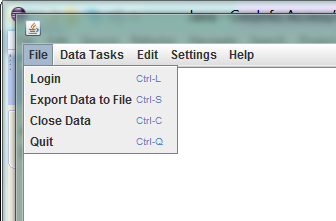 File Data Tasks Edit Settings Help
Login Ctrl-L
Export Data to File Ctrl-S
Close Data Ctrl-C
Quit Ctrl-Q